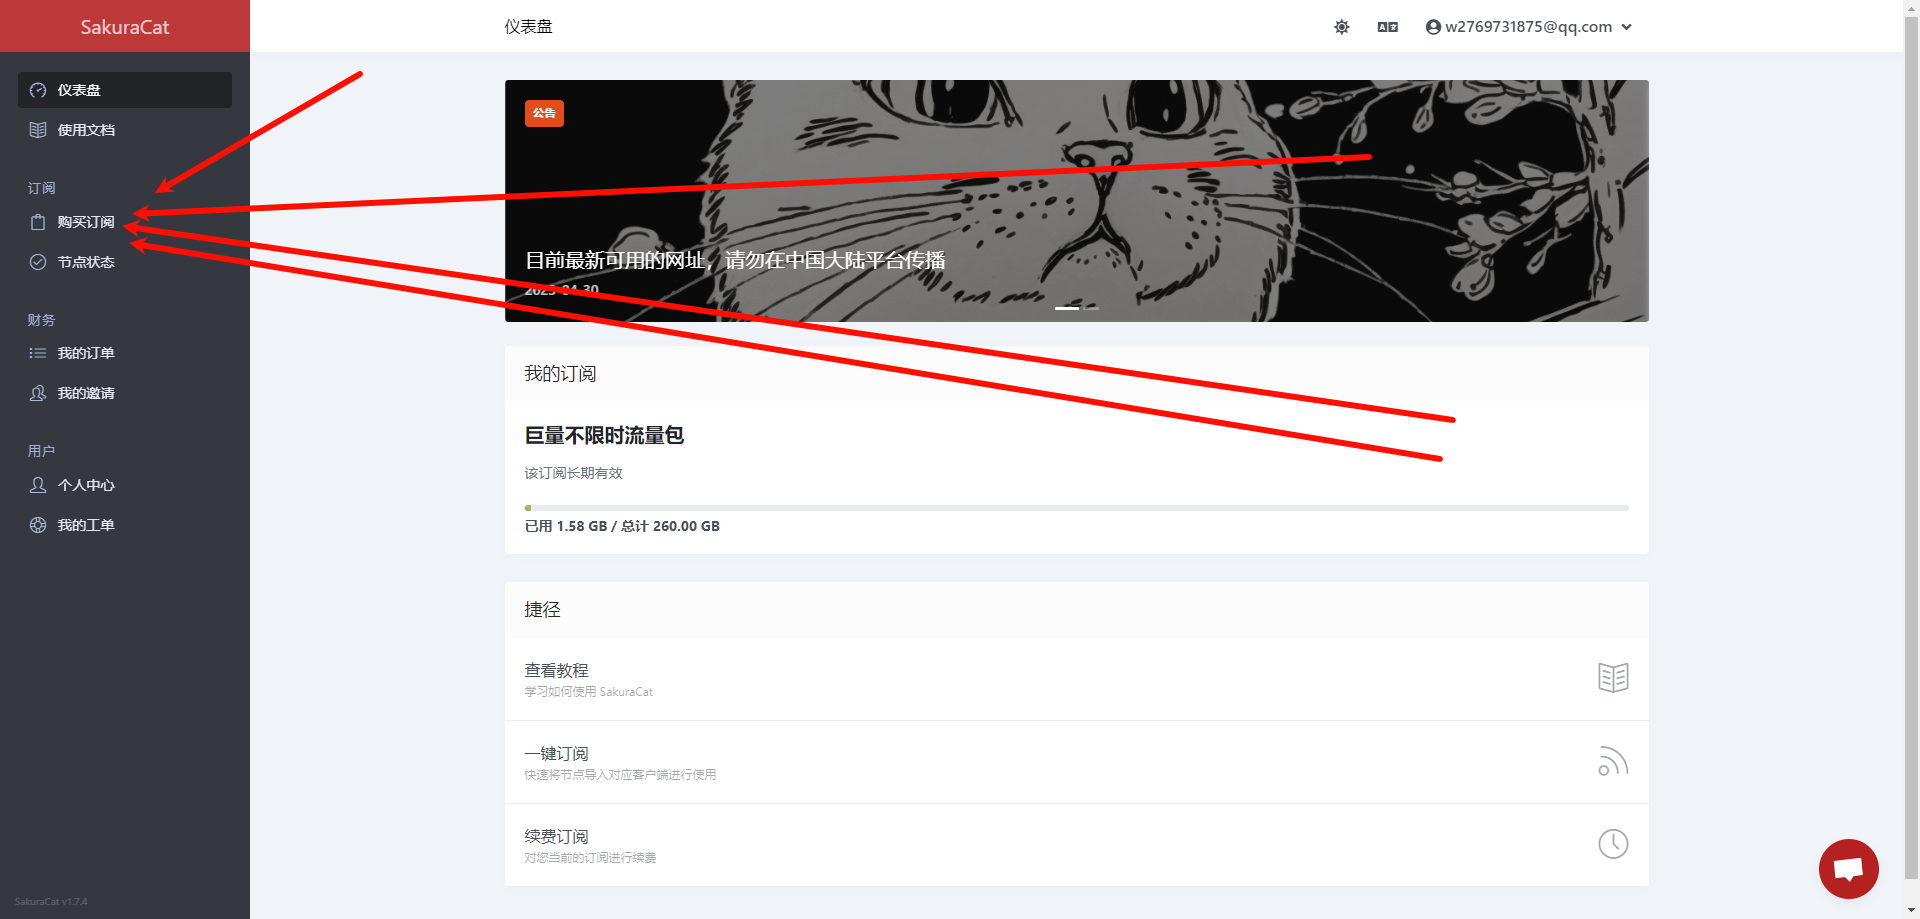 SakuraCat
仪表盘
w2769731875@qq.com
仪表盘
使用文档
订阅
购买订阅
节点状态
财务
我的订单
我的邀请
用户
个人中心
我的工单
SakuraCat v1.7.4
公告
目前最新可用的网址，请勿在中国大陆平台传播
2023-04-30
我的订阅
巨量不限时流量包
该订阅长期有效
已用 1.58 GB / 总计 260.00 GB
捷径
查看教程
学习如何使用 SakuraCat
一键订阅
快速将节点导入对应客户端进行使用
续费订阅
对您当前的订阅进行续费